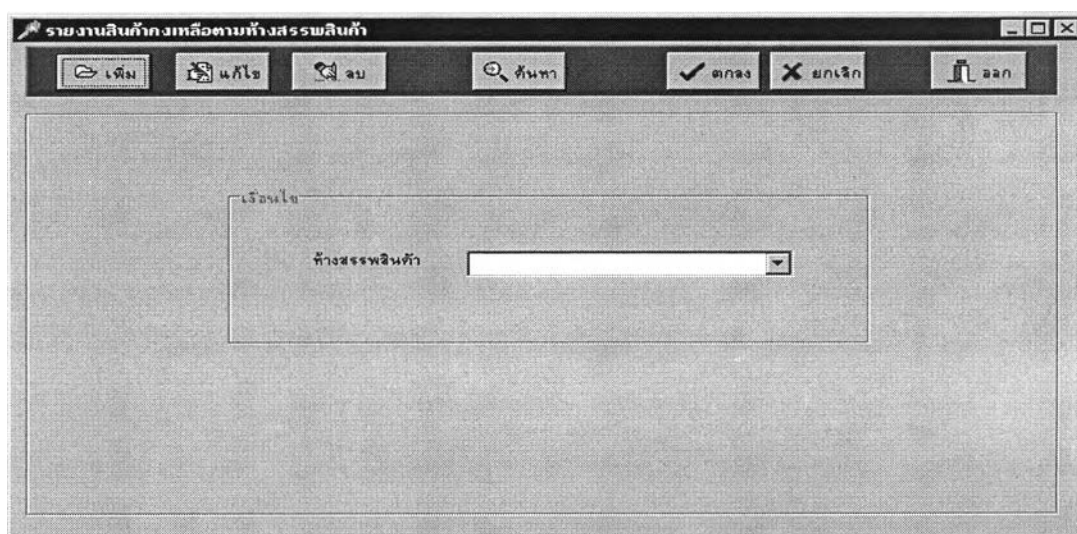 รายงานสินค้าคงเหลือตามห้างสรรพสินค้า
เพิ่ม แก้ไข ลบ ค้นหา ตกลง ยกเลิก ออก
เงื่อนไข
ห้างสรรพสินค้า